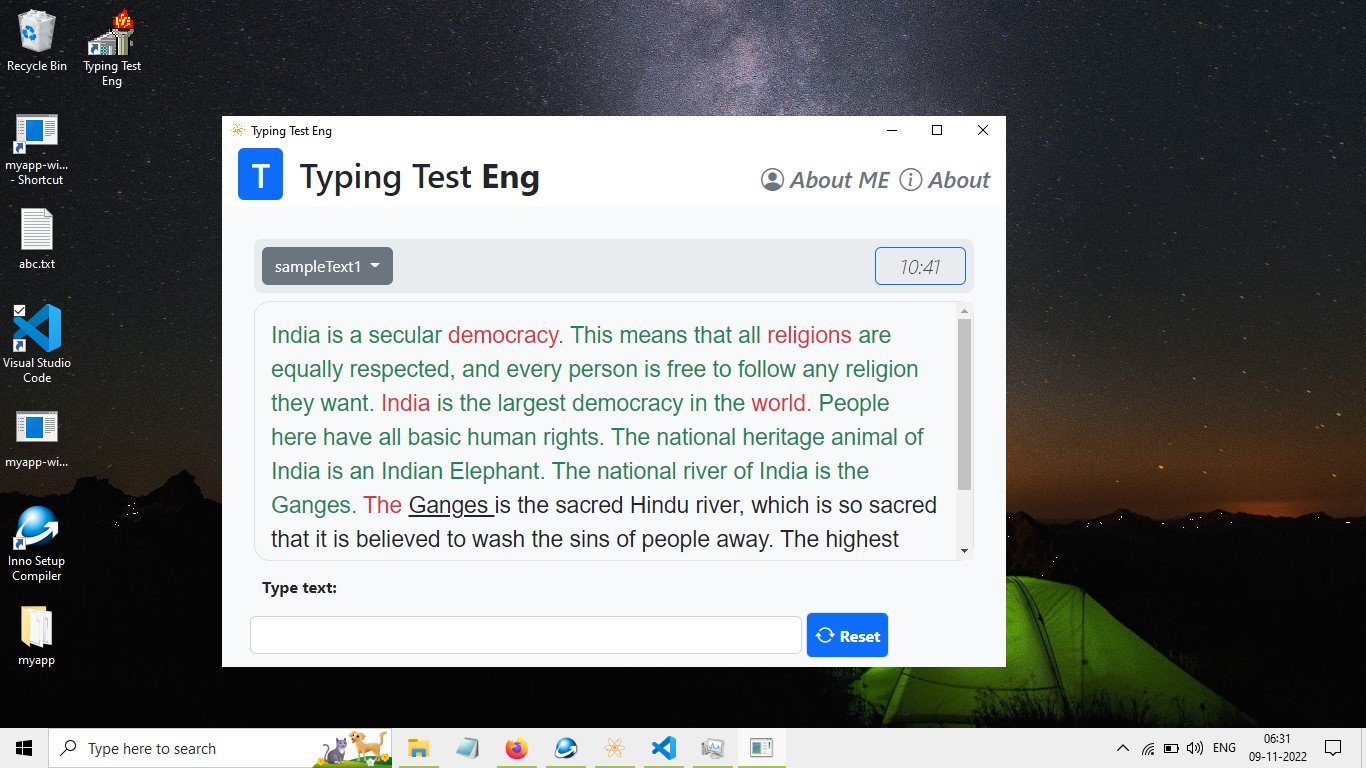 Recycle Bin
Typing Test
Eng
myapp-wi...
- Shortcut
abc.txt
Visual Studio
Code
myapp-wi...
Inno Setup
Compiler
myapp
Typing Test Eng
T
Typing Test Eng
About ME
About
sampleText1
10:41
India is a secular democracy. This means that all religions are
equally respected, and every person is free to follow any religion
they want. India is the largest democracy in the world. People
here have all basic human rights. The national heritage animal of
India is an Indian Elephant. The national river of India is the
Ganges. The Ganges is the sacred Hindu river, which is so sacred
that it is believed to wash the sins of people away. The highest
Type text:
Reset
Type here to search
ENG
06:31
09-11-2022